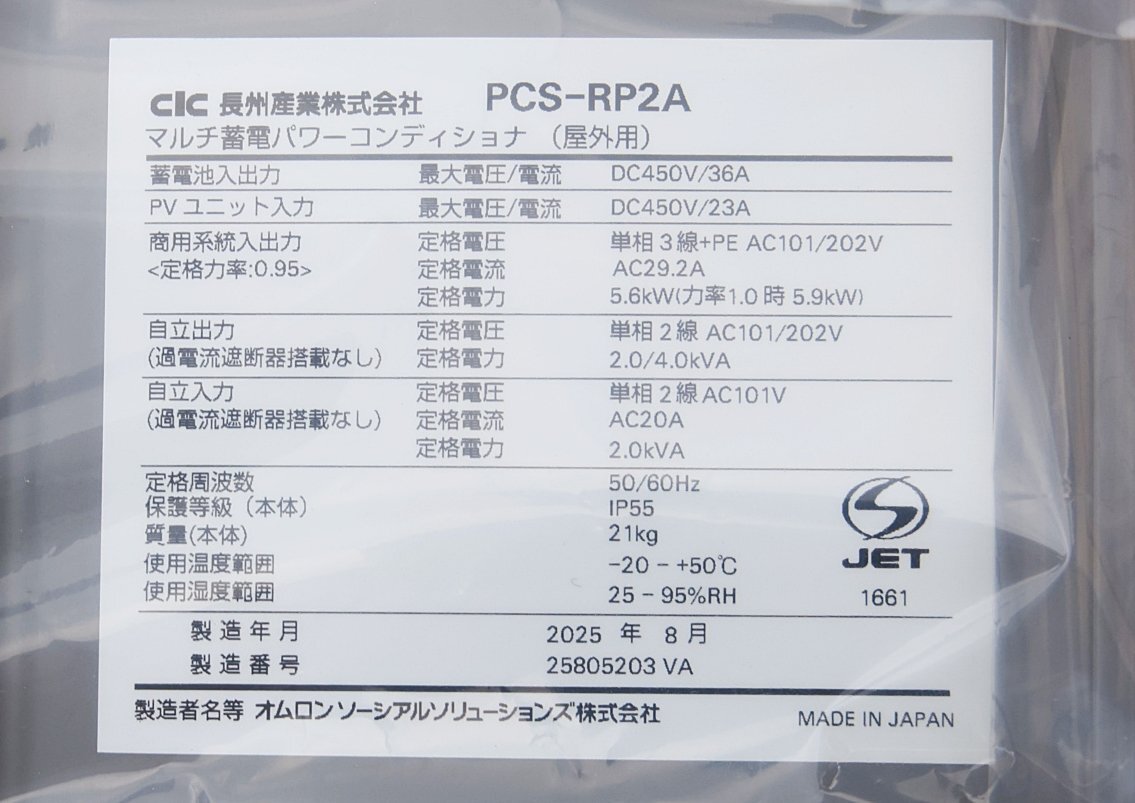 CIC 長州産業株式会社 PCS-RP2A
マルチ蓄電パワーコンディショナ (屋外用)
蓄電池入出力 最大電圧/電流 DC450V/36A
PVユニット入力 最大電圧/電流 DC450V/23A
商用系統入出力 定格電圧 単相3線+PE AC101/202V
<定格力率:0.95> 定格電流 AC29.2A
定格電力 5.6kW(力率1.0時 5.9kW)
自立出力 定格電圧 単相2線 AC101/202V
(過電流遮断器搭載なし) 定格電力 2.0/4.0kVA
自立入力 定格電圧 単相2線 AC101V
(過電流遮断器搭載なし) 定格電流 AC20A
定格電力 2.0kVA
定格周波数 50/60Hz
保護等級(本体) IP55
質量(本体) 21kg
使用温度範囲 -20 - +50℃
使用湿度範囲 25 - 95%RH
JET
1661
製造年月 2025 年 8月
製造番号 25805203 VA
製造者名等 オムロンソーシアルソリューションズ株式会社 MADE IN JAPAN